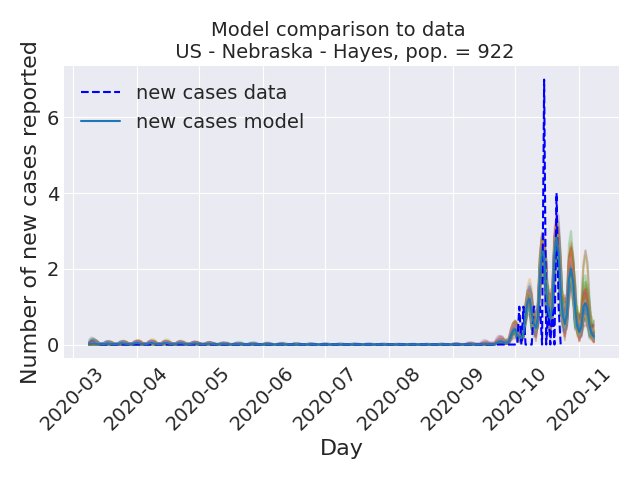 Model comparison to data
US - Nebraska - Hayes, pop. = 922
Number of new cases reported
6
4
2
0
new cases data
new cases model
2020-03
2020-04
2020-05
2020-06
2020-07
2020-08
2020-09
2020-10
2020-11
Day